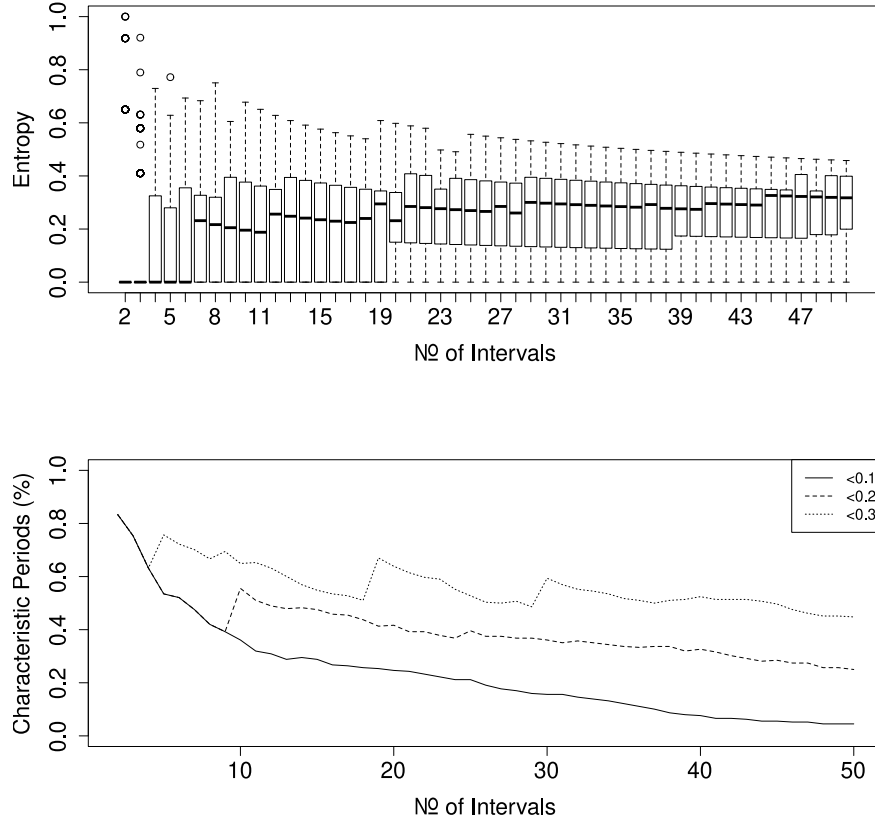 1.0
0.8
0.6
0.4
0.2
0.0
Entropy
2 5 8 11 15 19 23 27 31 35 39 43 47
№ of Intervals
1.0
0.8
0.6
0.4
0.2
0.0
Characteristic Periods (%)
<0.1
<0.2
<0.3
10 20 30 40 50
№ of Intervals